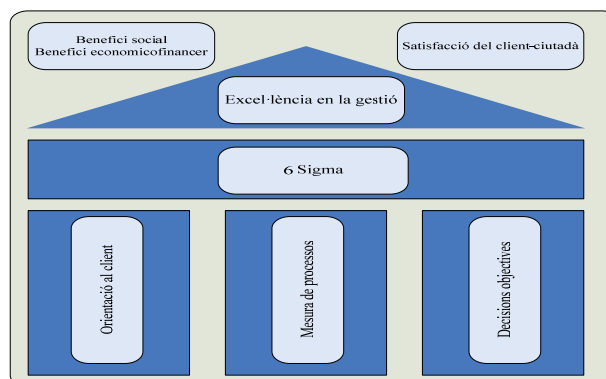 Benefici social
Benefici economicofinancer
Satisfacció del client-ciutadà
Excel·lència en la gestió
6 Sigma
Orientació al client
Mesura de processos
Decisions objectives